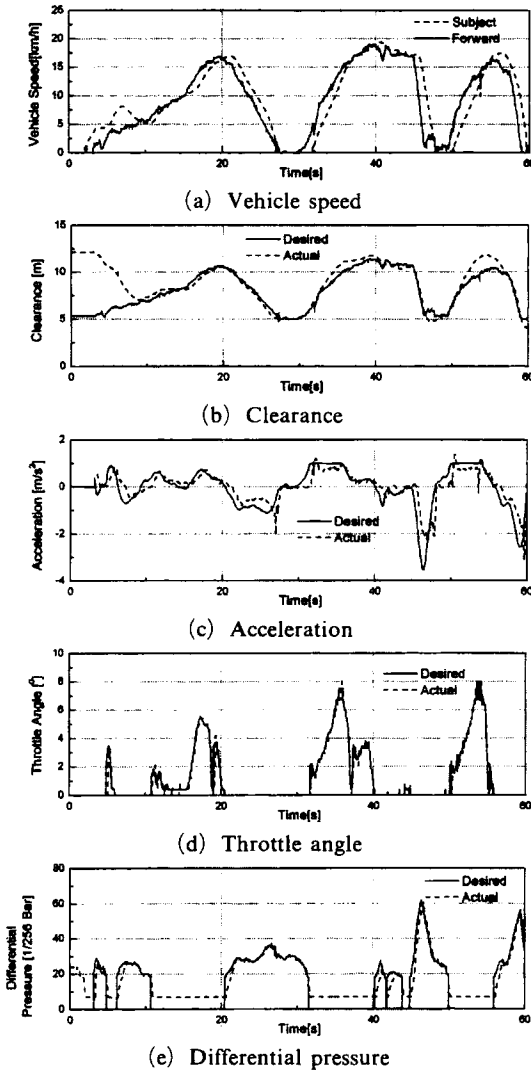 25
20
15
10
5
0
Vehicle Speed[km/h]
Subject
Forward
0 20 40 60
Time[s]
(a) Vehicle speed
15
10
5
0
Clearance [m]
Desired
Actual
0 20 40 60
Time[s]
(b) Clearance
2
0
-2
-4
Acceleration [m/s²]
Desired
Actual
0 20 40 60
Time[s]
(c) Acceleration
10
8
6
4
2
0
Throttle Angle [°]
Desired
Actual
0 20 40 60
Time[s]
(d) Throttle angle
80
60
40
20
0
Differential
Pressure [1/256 Bar]
Desired
Actual
0 20 40 60
Time[s]
(e) Differential pressure